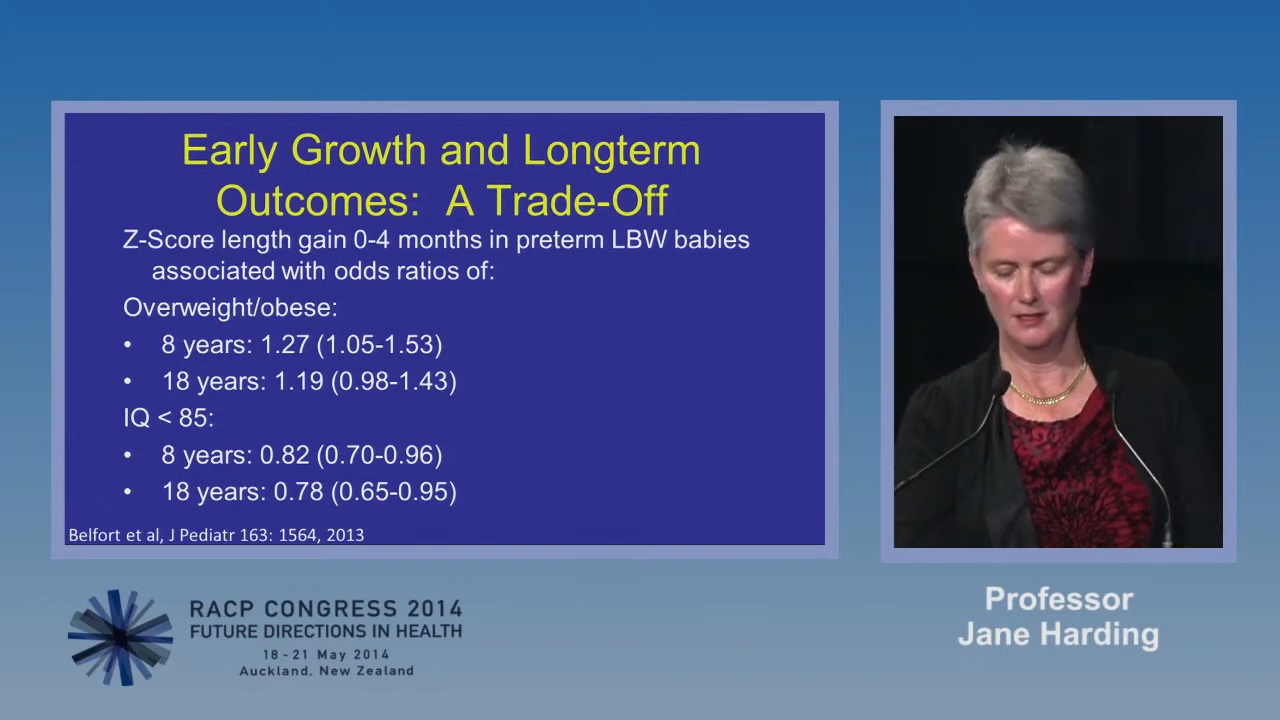 Early Growth and Longterm
Outcomes: A Trade-Off
Z-Score length gain 0-4 months in preterm LBW babies
associated with odds ratios of:
Overweight/obese:
• 8 years: 1.27 (1.05-1.53)
• 18 years: 1.19 (0.98-1.43)
IQ < 85:
• 8 years: 0.82 (0.70-0.96)
• 18 years: 0.78 (0.65-0.95)
Belfort et al, J Pediatr 163: 1564, 2013
RACP CONGRESS 2014
FUTURE DIRECTIONS IN HEALTH
18 - 21 May 2014
Auckland, New Zealand
Professor
Jane Harding